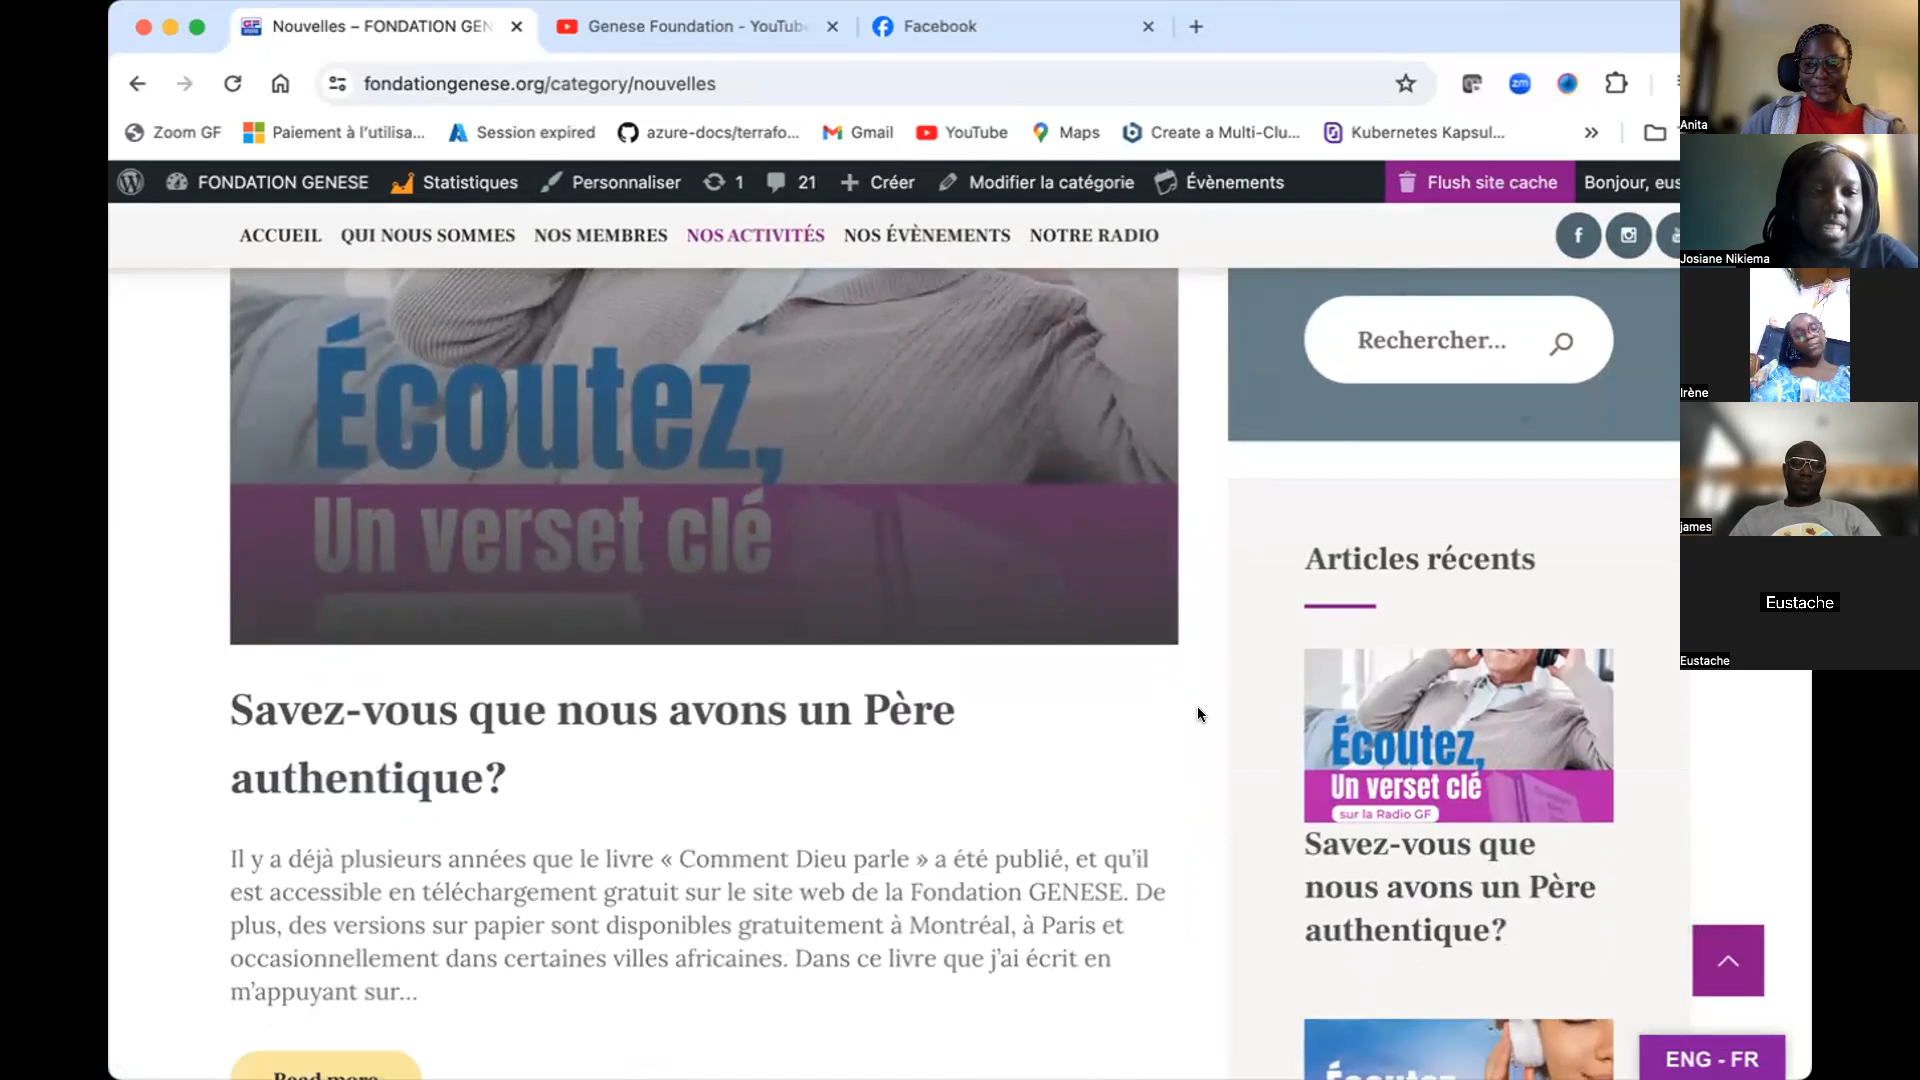 Nouvelles – FONDATION GEN
Genese Foundation - YouTub
Facebook
fondationgenese.org/category/nouvelles
Zoom GF
Paiement à l'utilisa...
Session expired
azure-docs/terrafo...
Gmail
YouTube
Maps
Create a Multi-Clu...
Kubernetes Kapsul...
FONDATION GENESE
Statistiques
Personnaliser
1
21
Créer
Modifier la catégorie
Évènements
Flush site cache
Bonjour, eus
ACCUEIL
QUI NOUS SOMMES
NOS MEMBRES
NOS ACTIVITÉS
NOS ÉVÈNEMENTS
NOTRE RADIO
Écoutez,
Un verset clé
Savez-vous que nous avons un Père
authentique?
Il y a déjà plusieurs années que le livre « Comment Dieu parle » a été publié, et qu'il
est accessible en téléchargement gratuit sur le site web de la Fondation GENESE. De
plus, des versions sur papier sont disponibles gratuitement à Montréal, à Paris et
occasionnellement dans certaines villes africaines. Dans ce livre que j'ai écrit en
m'appuyant sur...
Read more
Rechercher...
Articles récents
Écoutez,
Un verset clé
sur la Radio GF
Savez-vous que
nous avons un Père
authentique?
Écoutez,
ENG - FR
Anita
Josiane Nikiema
Irène
james
Eustache
Eustache